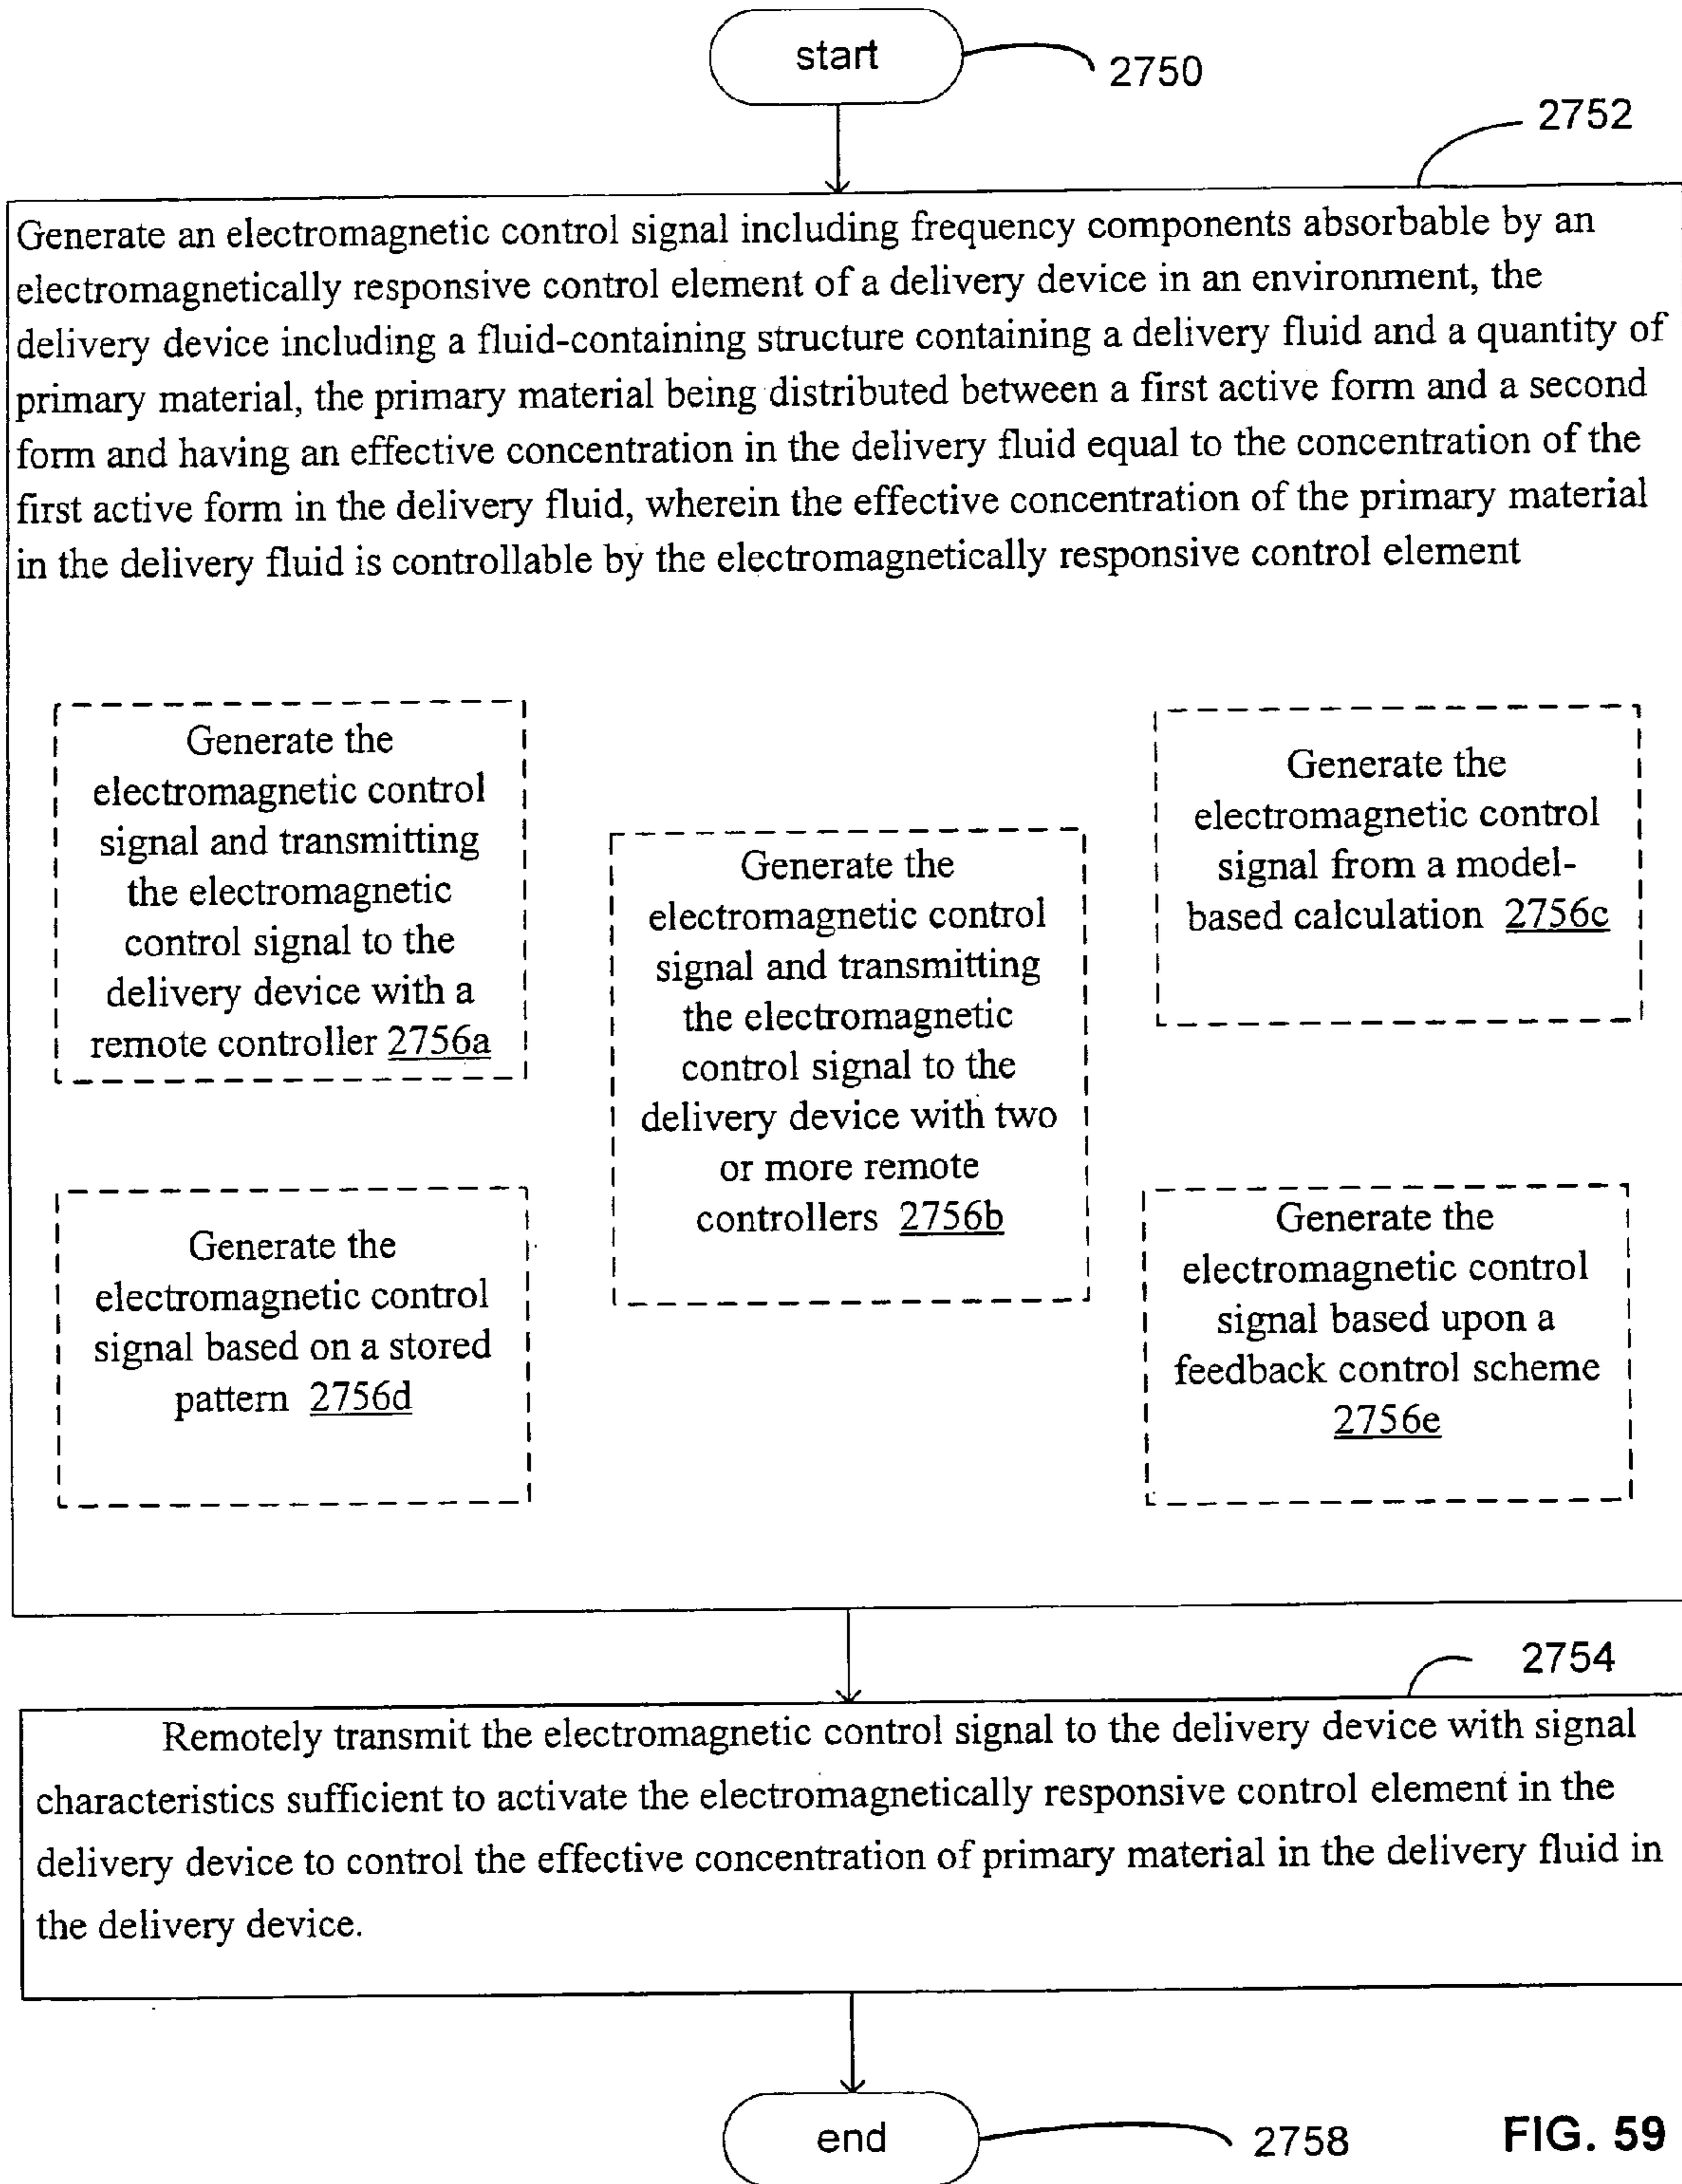 start
2750
2752
Generate an electromagnetic control signal including frequency components absorbable by an
electromagnetically responsive control element of a delivery device in an environment, the
delivery device including a fluid-containing structure containing a delivery fluid and a quantity of
primary material, the primary material being distributed between a first active form and a second
form and having an effective concentration in the delivery fluid equal to the concentration of the
first active form in the delivery fluid, wherein the effective concentration of the primary material
in the delivery fluid is controllable by the electromagnetically responsive control element
Generate the
electromagnetic control
signal and transmitting
the electromagnetic
control signal to the
delivery device with a
remote controller 2756a
Generate the
electromagnetic control
signal and transmitting
the electromagnetic
control signal to the
delivery device with two
or more remote
controllers 2756b
Generate the
electromagnetic control
signal from a model-
based calculation 2756c
Generate the
electromagnetic control
signal based on a stored
pattern 2756d
Generate the
electromagnetic control
signal based upon a
feedback control scheme
2756e
2754
Remotely transmit the electromagnetic control signal to the delivery device with signal
characteristics sufficient to activate the electromagnetically responsive control element in the
delivery device to control the effective concentration of primary material in the delivery fluid in
the delivery device.
end
2758
FIG. 59